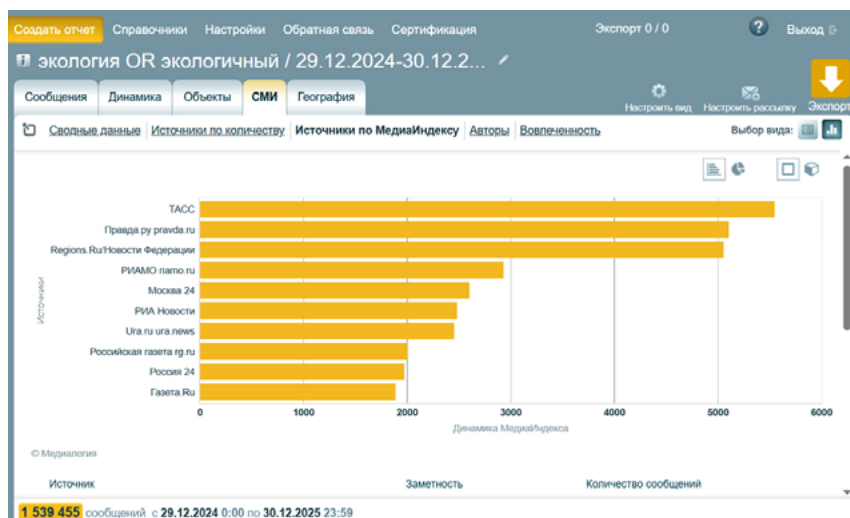 Создать отчет Справочники Настройки Обратная связь Сертификация Экспорт 0 / 0 ? Выход
экология OR экологичный / 29.12.2024-30.12.2...
Сообщения Динамика Объекты СМИ География Настроить вид Настроить рассылку Экспорт
Сводные данные Источники по количеству Источники по МедиаИндексу Авторы Вовлеченность Выбор вида:
ТАСС
Правда.ру pravda.ru
Regions.Ru/Новости Федерации
РИАМО riamo.ru
Москва 24
РИА Новости
Ura.ru ura.news
Российская газета rg.ru
Россия 24
Газета.Ru
Источники
0 1000 2000 3000 4000 5000 6000
Динамика МедиаИндекса
© Медиалогия
Источник Заметность Количество сообщений
1 539 455 сообщений с 29.12.2024 0:00 по 30.12.2025 23:59